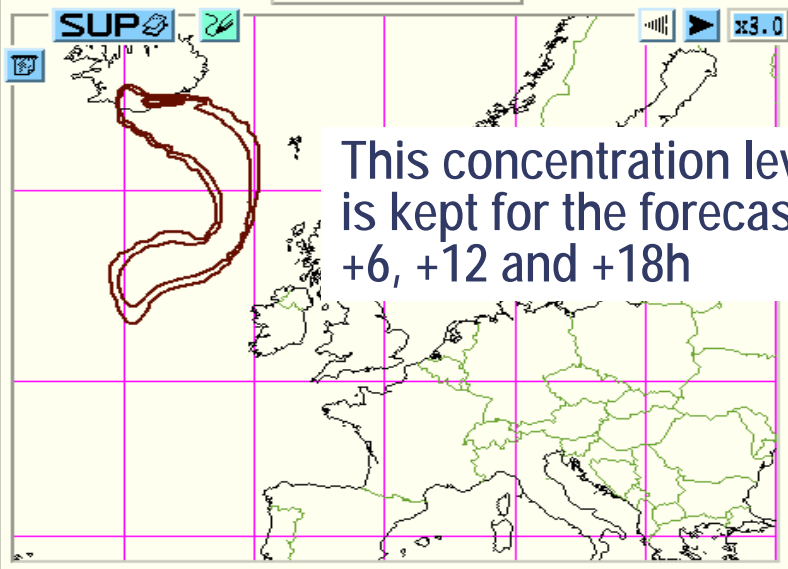 SUP
x3.0
This concentration lev
is kept for the forecas
+6, +12 and +18h